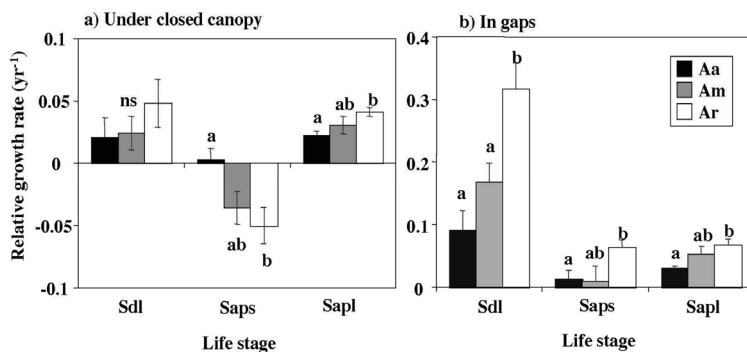 a) Under closed canopy
b) In gaps
Relative growth rate (yr-1)
0.1
0.05
0
-0.05
-0.1
ns
a
ab
b
a
ab
b
Sdl
Saps
Sapl
Life stage
0.4
0.3
0.2
0.1
0
a
a
b
a
ab
b
a
ab
b
Aa
Am
Ar
Sdl
Saps
Sapl
Life stage